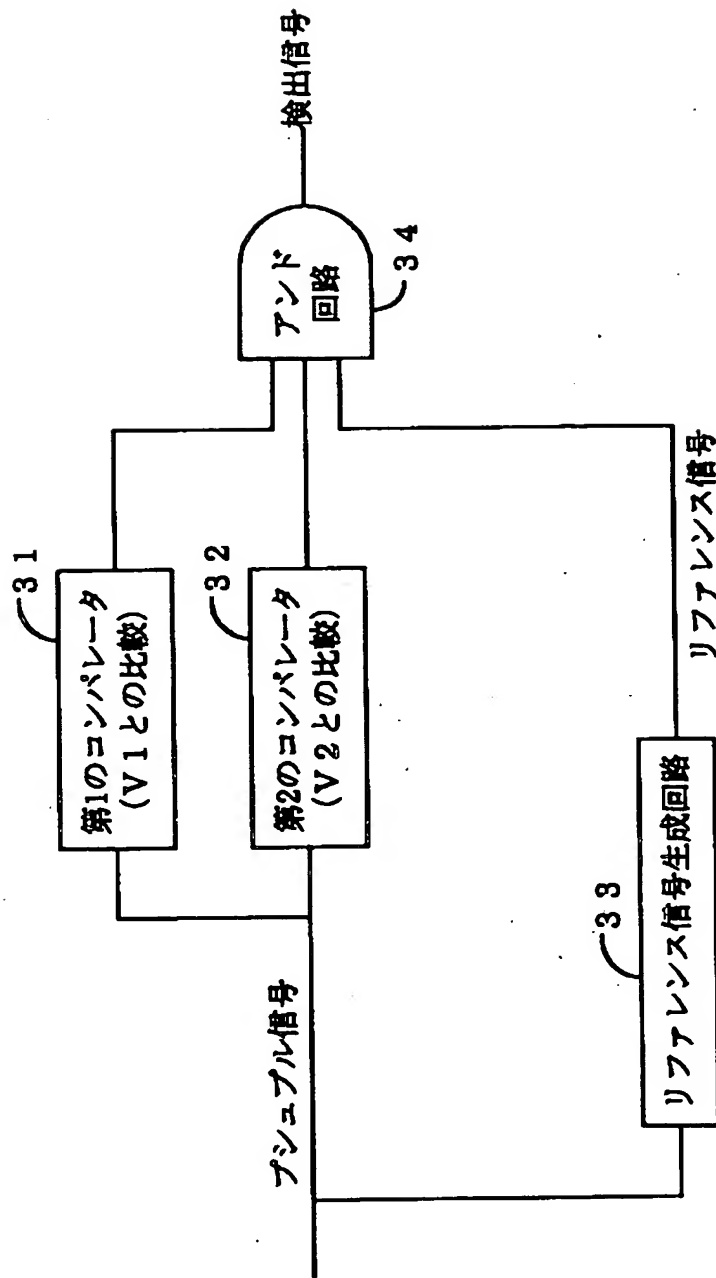 プシュプル信号
31
第1のコンパレータ
(V1との比較)
32
第2のコンパレータ
(V2との比較)
33
リファレンス信号生成回路
リファレンス信号
アンド
回路
34
検出信号